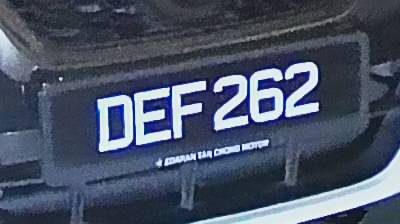 DEF 262
EDARAN TAN CHONG MOTOR